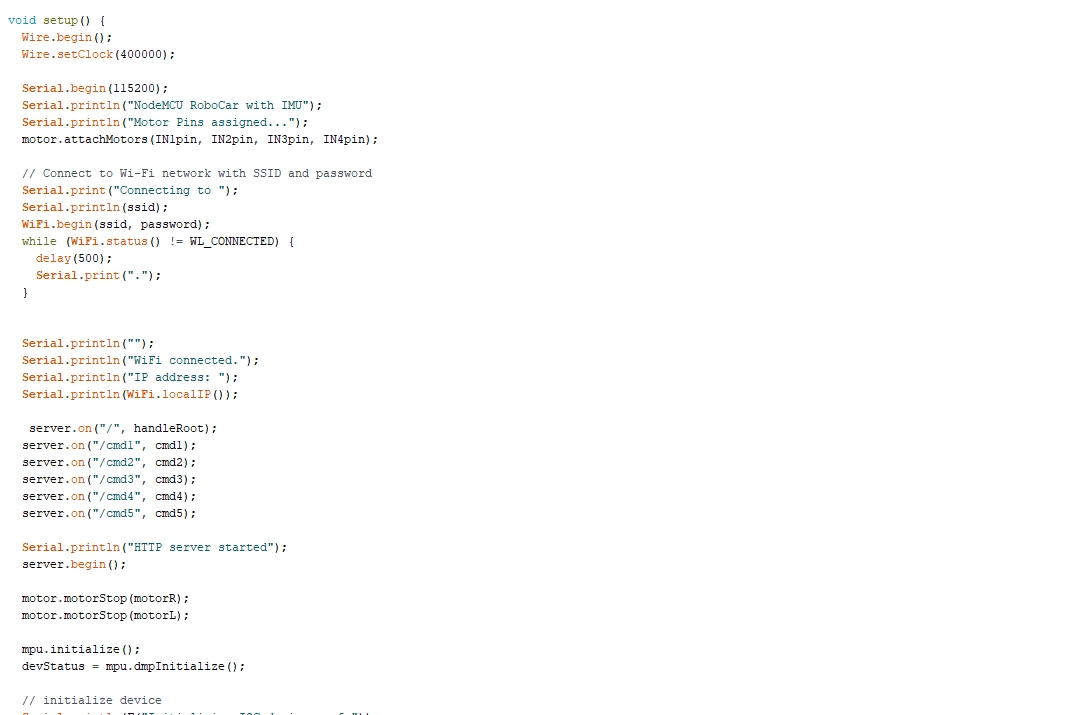 void setup() {
  Wire.begin();
  Wire.setClock(400000);

  Serial.begin(115200);
  Serial.println("NodeMCU RoboCar with IMU");
  Serial.println("Motor Pins assigned...");
  motor.attachMotors(IN1pin, IN2pin, IN3pin, IN4pin);

  // Connect to Wi-Fi network with SSID and password
  Serial.print("Connecting to ");
  Serial.println(ssid);
  WiFi.begin(ssid, password);
  while (WiFi.status() != WL_CONNECTED) {
    delay(500);
    Serial.print(".");
  }


  Serial.println("");
  Serial.println("WiFi connected.");
  Serial.println("IP address: ");
  Serial.println(WiFi.localIP());

   server.on("/", handleRoot);
  server.on("/cmd1", cmd1);
  server.on("/cmd2", cmd2);
  server.on("/cmd3", cmd3);
  server.on("/cmd4", cmd4);
  server.on("/cmd5", cmd5);

  Serial.println("HTTP server started");
  server.begin();

  motor.motorStop(motorR);
  motor.motorStop(motorL);

  mpu.initialize();
  devStatus = mpu.dmpInitialize();

  // initialize device